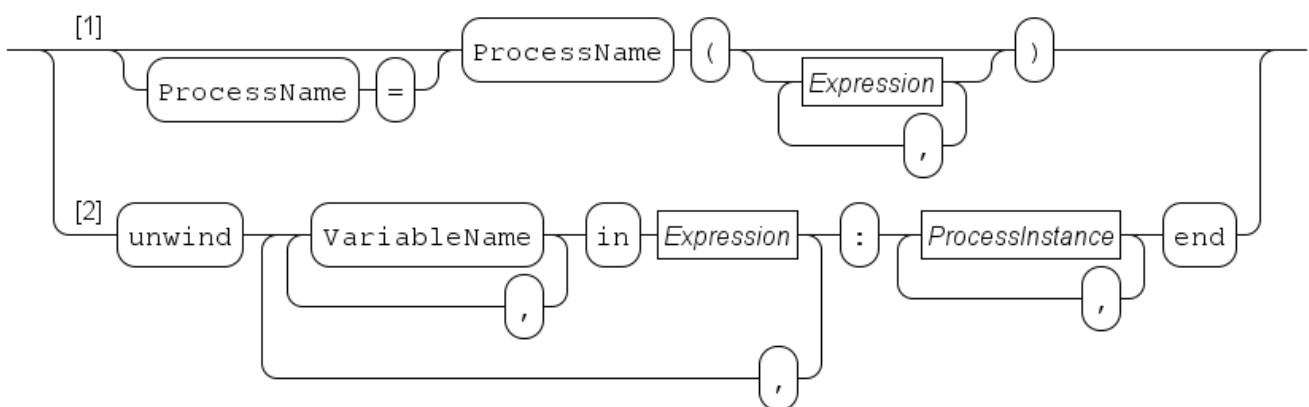 [1]
ProcessName ( )
ProcessName = Expression
,
[2]
unwind VariableName in Expression : ProcessInstance end
, ,
,